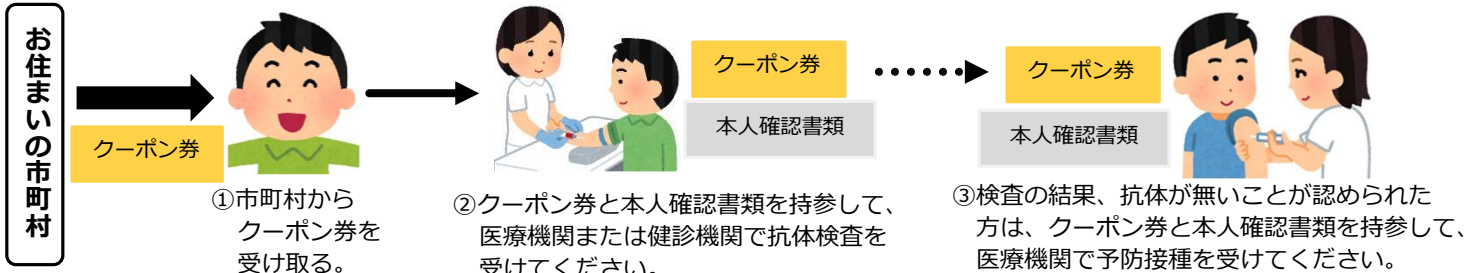 お住まいの市町村
クーポン券
①市町村から
クーポン券を
受け取る。
クーポン券
本人確認書類
②クーポン券と本人確認書類を持参して、
医療機関または健診機関で抗体検査を
受けてください。
クーポン券
本人確認書類
③検査の結果、抗体が無いことが認められた
方は、クーポン券と本人確認書類を持参して、
医療機関で予防接種を受けてください。